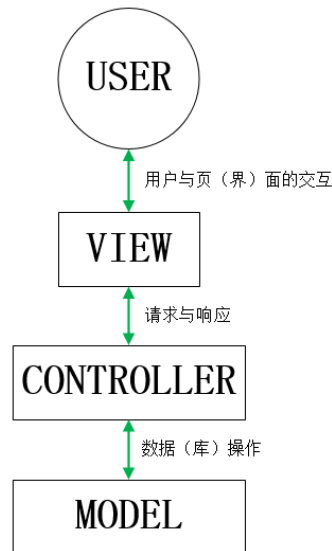 USER
用户与页（界）面的交互
VIEW
请求与响应
CONTROLLER
数据（库）操作
MODEL